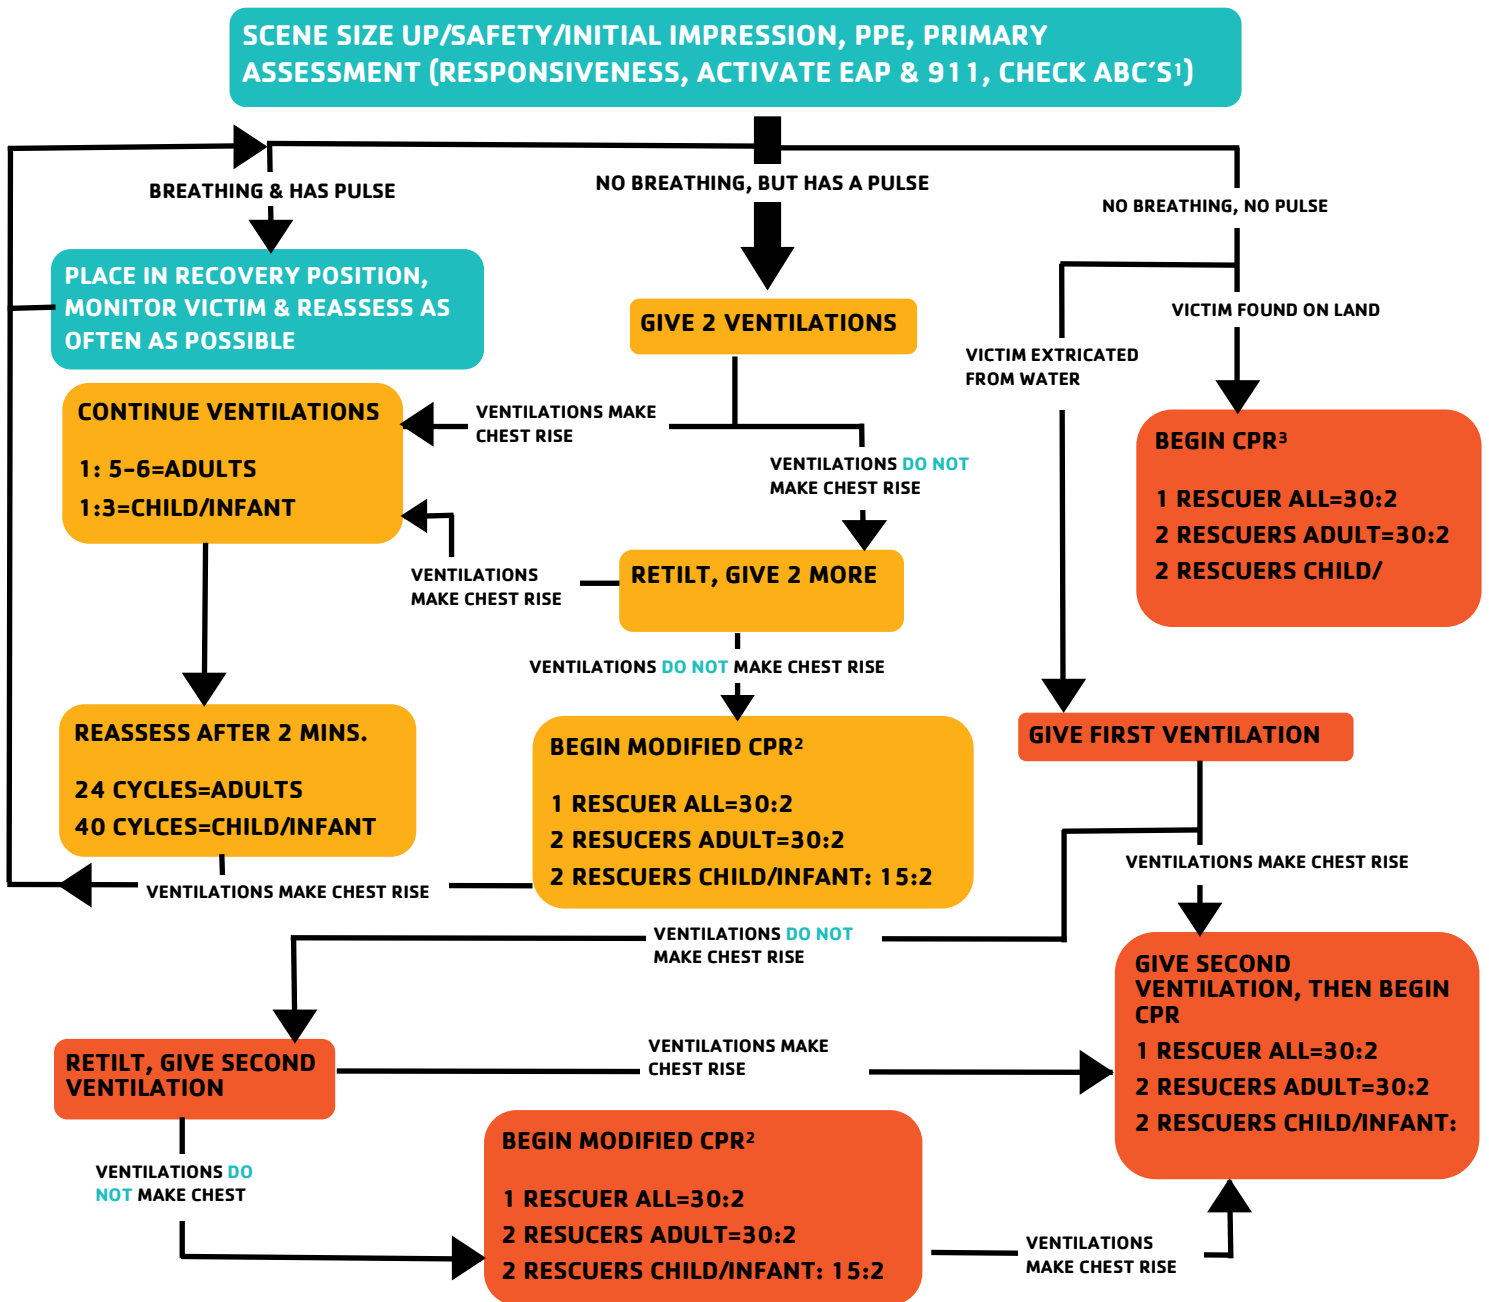 SCENE SIZE UP/SAFETY/INITIAL IMPRESSION, PPE, PRIMARY
ASSESSMENT (RESPONSIVENESS, ACTIVATE EAP & 911, CHECK ABC´S¹)
BREATHING & HAS PULSE
NO BREATHING, BUT HAS A PULSE
NO BREATHING, NO PULSE
PLACE IN RECOVERY POSITION,
MONITOR VICTIM & REASSESS AS
OFTEN AS POSSIBLE
GIVE 2 VENTILATIONS
VICTIM FOUND ON LAND
VICTIM EXTRICATED
FROM WATER
CONTINUE VENTILATIONS
1: 5-6=ADULTS
1:3=CHILD/INFANT
VENTILATIONS MAKE
CHEST RISE
VENTILATIONS DO NOT
MAKE CHEST RISE
BEGIN CPR³
1 RESCUER ALL=30:2
2 RESCUERS ADULT=30:2
2 RESCUERS CHILD/
VENTILATIONS
MAKE CHEST RISE
RETILT, GIVE 2 MORE
VENTILATIONS DO NOT MAKE CHEST RISE
REASSESS AFTER 2 MINS.
24 CYCLES=ADULTS
40 CYLCES=CHILD/INFANT
BEGIN MODIFIED CPR²
1 RESCUER ALL=30:2
2 RESUCERS ADULT=30:2
2 RESCUERS CHILD/INFANT: 15:2
GIVE FIRST VENTILATION
VENTILATIONS MAKE CHEST RISE
VENTILATIONS MAKE CHEST RISE
VENTILATIONS DO NOT
MAKE CHEST RISE
GIVE SECOND
VENTILATION, THEN BEGIN
CPR
1 RESCUER ALL=30:2
2 RESUCERS ADULT=30:2
2 RESCUERS CHILD/INFANT:
RETILT, GIVE SECOND
VENTILATION
VENTILATIONS MAKE
CHEST RISE
VENTILATIONS DO
NOT MAKE CHEST
BEGIN MODIFIED CPR²
1 RESCUER ALL=30:2
2 RESUCERS ADULT=30:2
2 RESCUERS CHILD/INFANT: 15:2
VENTILATIONS
MAKE CHEST RISE